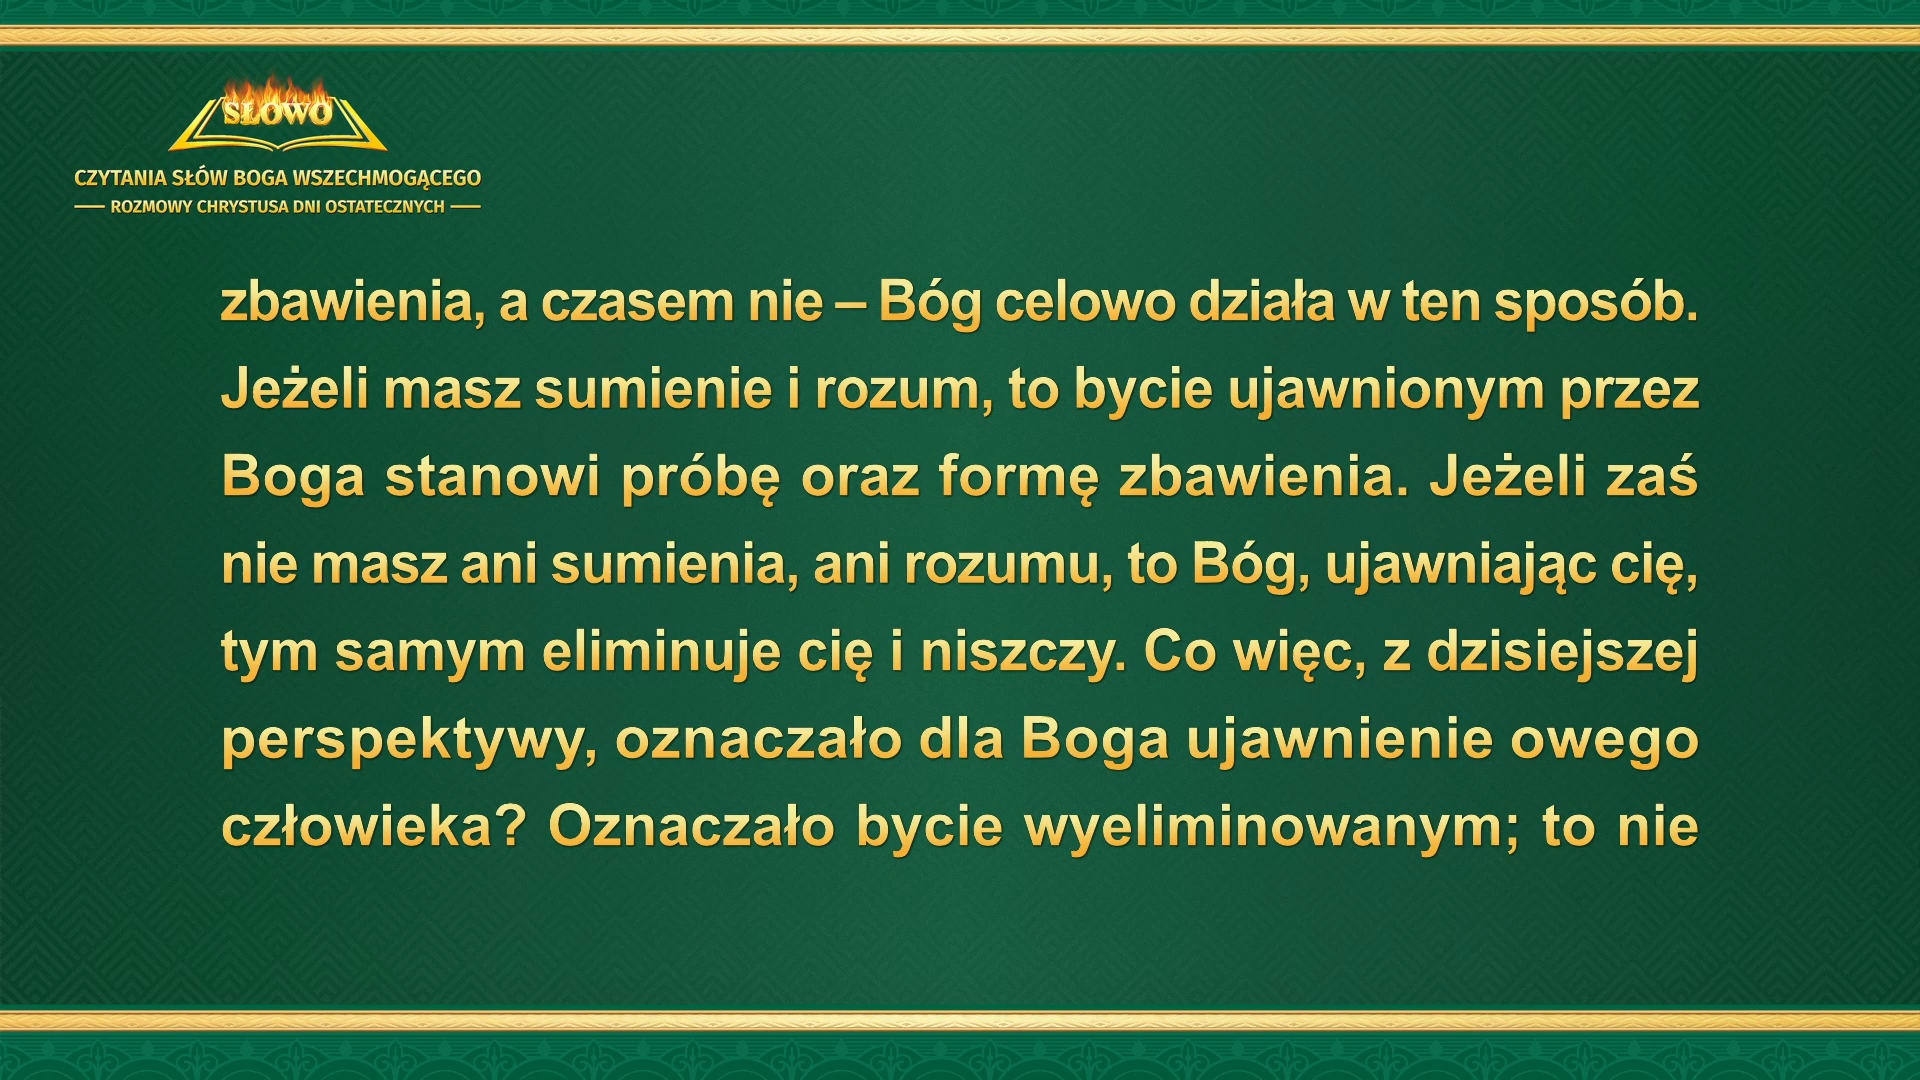 SŁOWO
CZYTANIA SŁÓW BOGA WSZECHMOGĄCEGO
ROZMOWY CHRYSTUSA DNI OSTATECZNYCH
zbawienia, a czasem nie – Bóg celowo działa w ten sposób.
Jeżeli masz sumienie i rozum, to bycie ujawnionym przez
Boga stanowi próbę oraz formę zbawienia. Jeżeli zaś
nie masz ani sumienia, ani rozumu, to Bóg, ujawniając cię,
tym samym eliminuje cię i niszczy. Co więc, z dzisiejszej
perspektywy, oznaczało dla Boga ujawnienie owego
człowieka? Oznaczało bycie wyeliminowanym; to nie